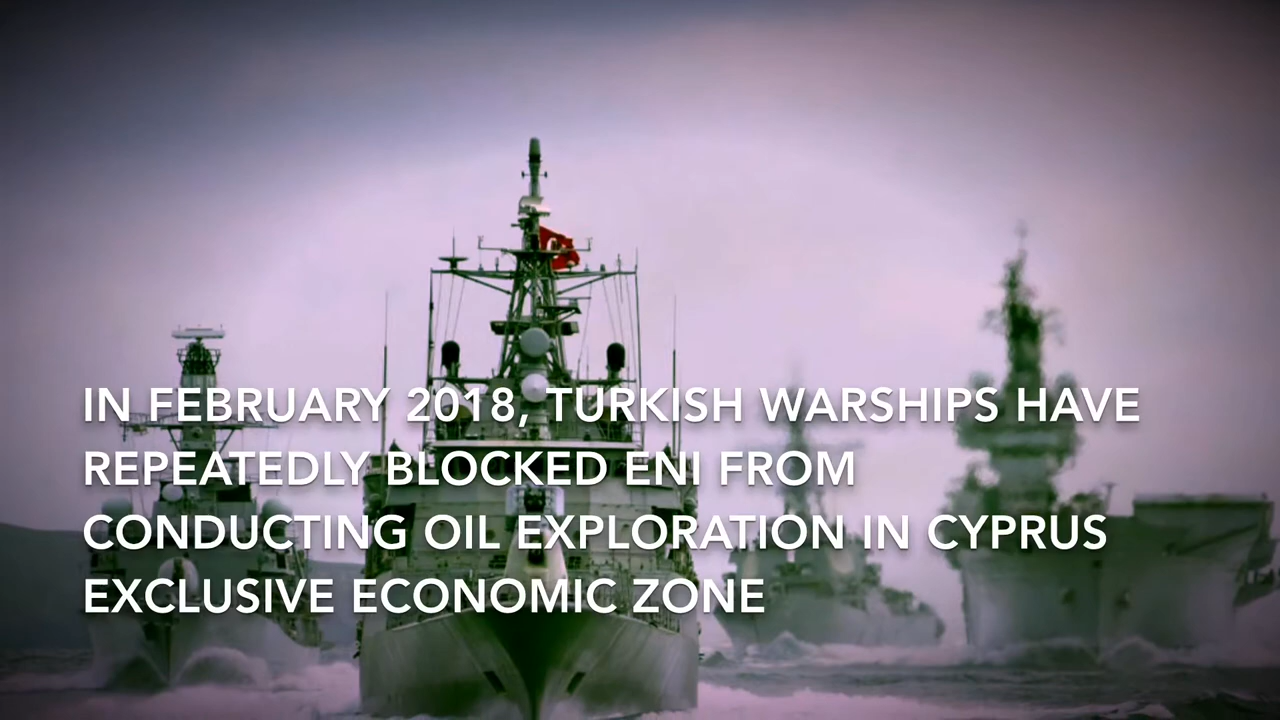 IN FEBRUARY 2018, TURKISH WARSHIPS HAVE
REPEATEDLY BLOCKED ENI FROM
CONDUCTING OIL EXPLORATION IN CYPRUS
EXCLUSIVE ECONOMIC ZONE